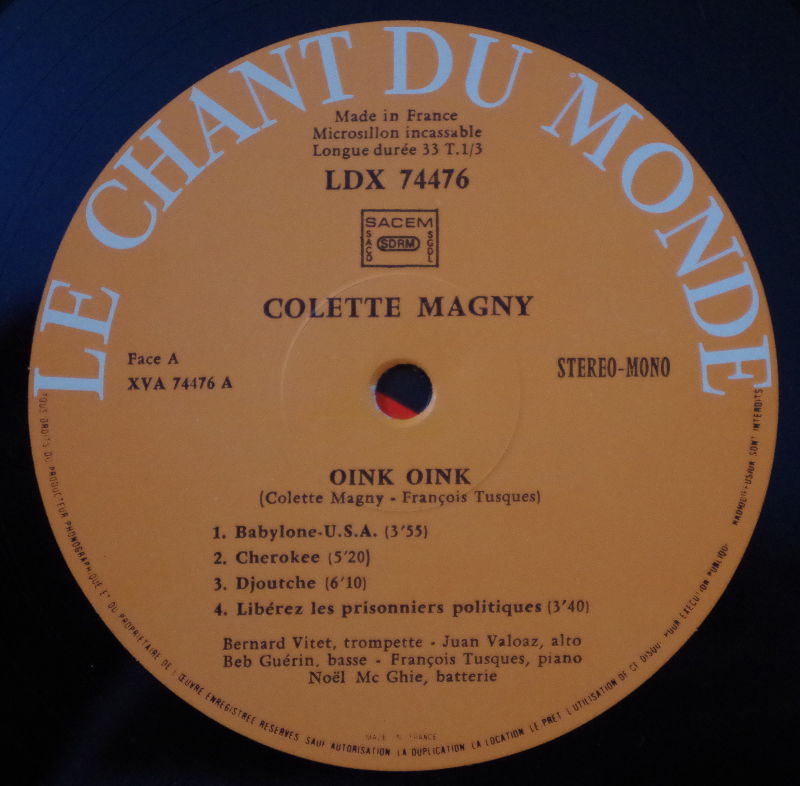 LE CHANT DU MONDE
Made in France
Microsillon incassable
Longue durée 33 T.1/3
LDX 74476
SACEM
SACD
SDRM
SGDL
COLETTE MAGNY
Face A
XVA 74476 A
STEREO-MONO
OINK OINK
(Colette Magny - François Tusques)
1. Babylone-U.S.A. (3'55)
2. Cherokee (5'20)
3. Djoutche (6'10)
4. Libérez les prisonniers politiques (3'40)
Bernard Vitet, trompette - Juan Valoaz, alto
Beb Guérin, basse - François Tusques, piano
Noël Mc Ghie, batterie
MADE IN FRANCE
TOUS DROITS DU PRODUCTEUR PHONOGRAPHIQUE ET DU PROPRIETAIRE DE L'ŒUVRE ENREGISTREE RESERVES SAUF AUTORISATION LA DUPLICATION LA LOCATION LE PRET L'UTILISATION DE CE DISQUE POUR EXECUTION PUBLIQUE RADIODIFFUSION SONT INTERDITS